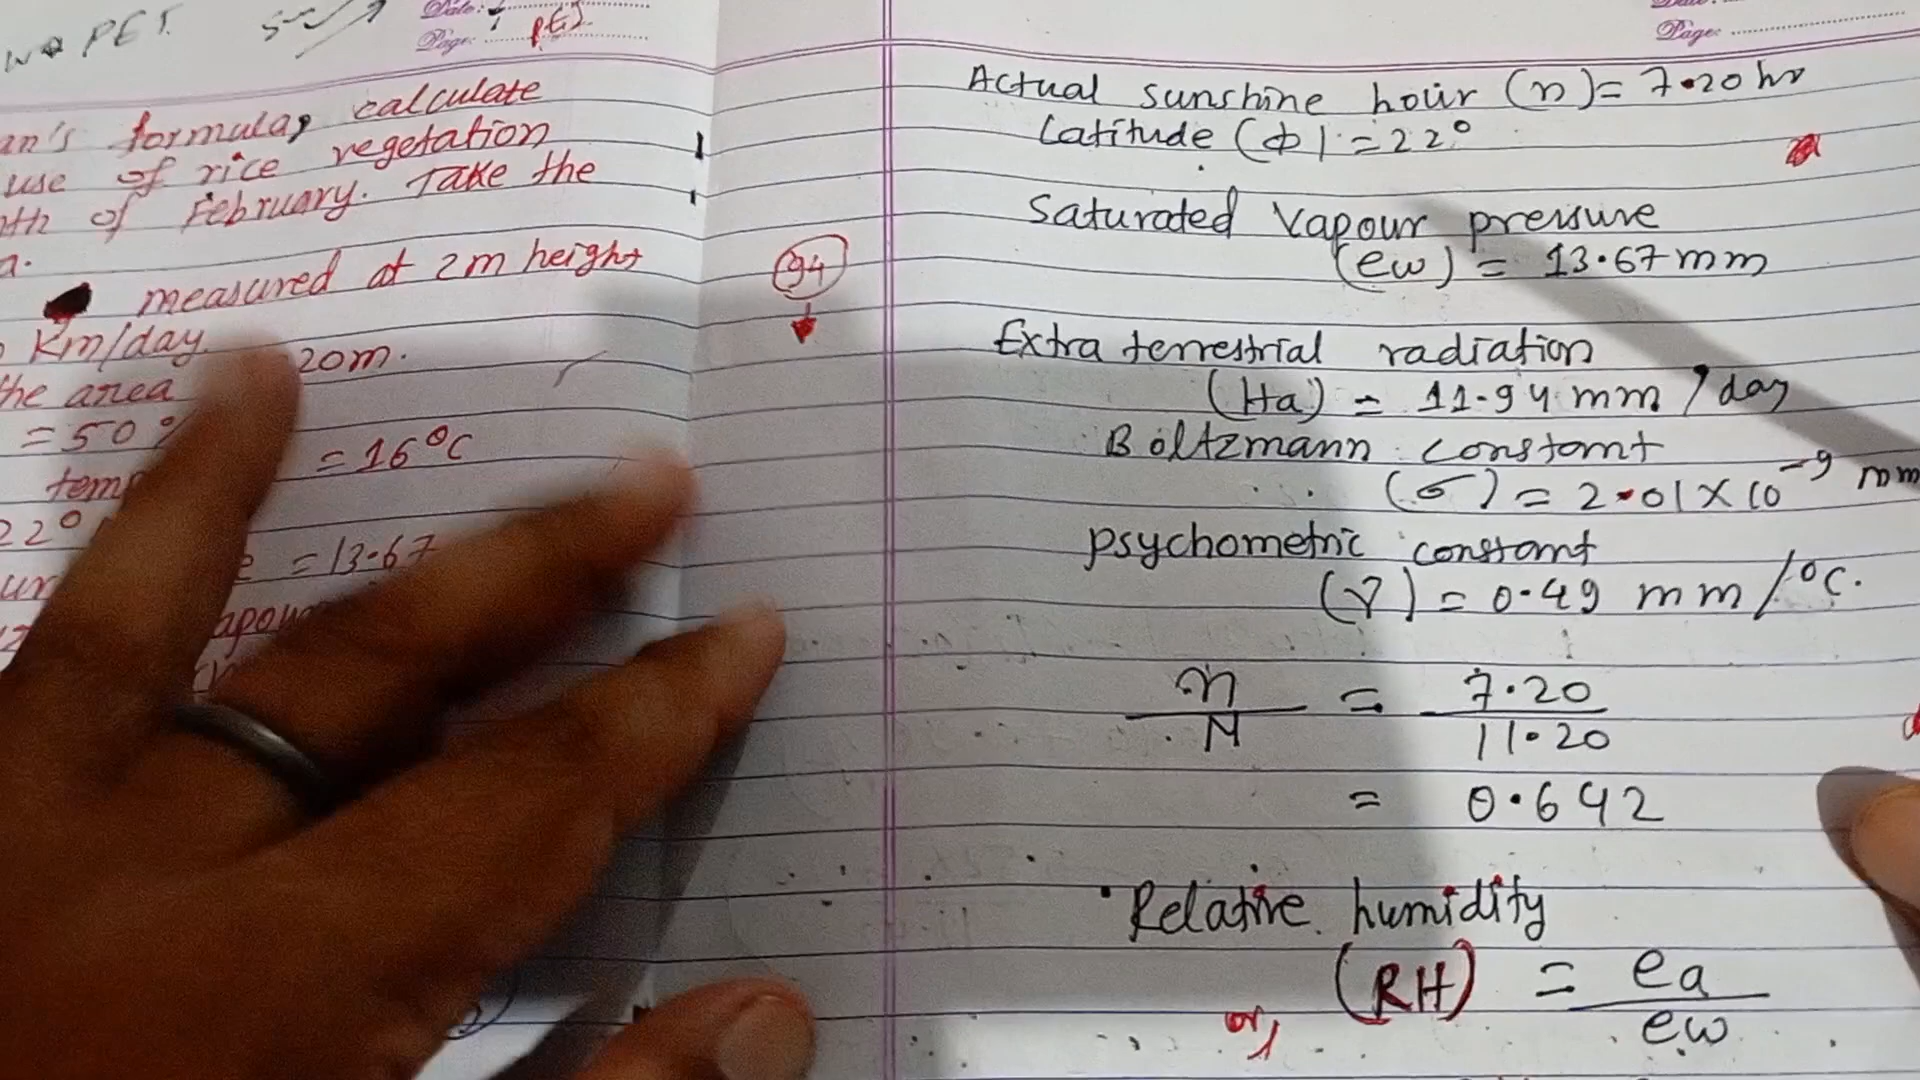 PET
Date:
Page: PET
an's formula, calculate
use of rice vegetation
nth of February. Take the
a.
measured at 2m height
Km/day.
the area 20m.
=50%
temp = 16°C
22°
= 13.67
94
Page:
Actual sunshine hour (n) = 7.20 hr
Latitude (ф) = 22°
Saturated vapour pressure
(ew) = 13.67 mm
Extra terrestrial radiation
(Ha) = 11.94 mm / day
Boltzmann constant
(σ) = 2.01 X 10⁻⁹ mm
psychometric constant
(γ) = 0.49 mm /°C.
n/N = 7.20/11.20
= 0.642
Relative humidity
(RH) = ea/ew
or,